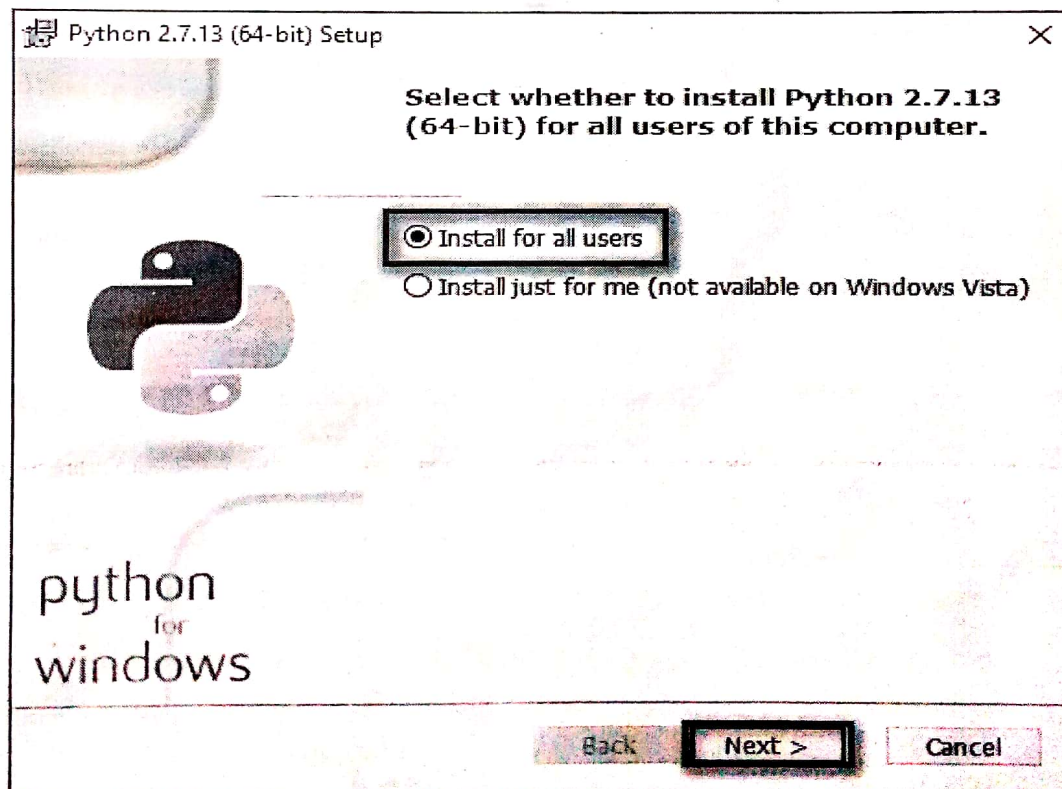 Python 2.7.13 (64-bit) Setup
Select whether to install Python 2.7.13
(64-bit) for all users of this computer.
Install for all users
Install just for me (not available on Windows Vista)
python
for
windows
Back
Next >
Cancel